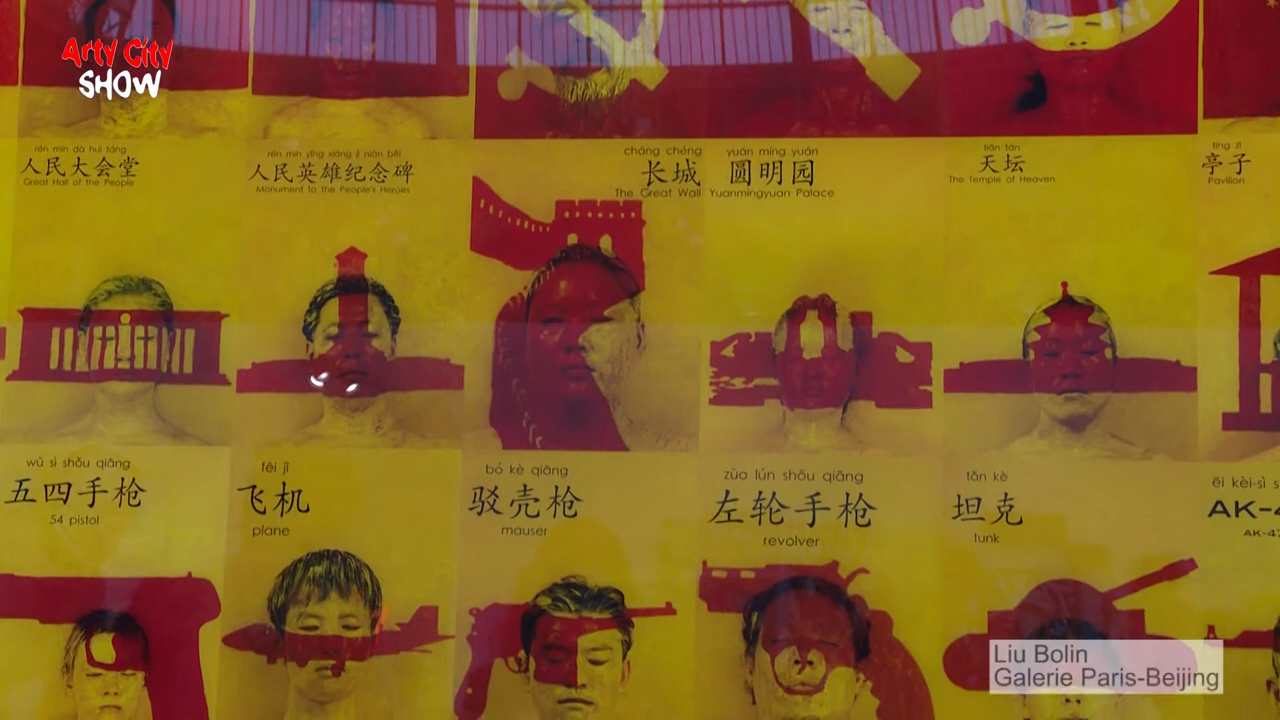 Arty City
SHOW
rén mín dà huì táng
人民大会堂
Great Hall of the People
rén mín yīng xióng jì niàn bēi
人民英雄纪念碑
Monument to the People's Heroes
cháng chéng
长城
The Great Wall
yuán míng yuán
圆明园
Yuanmingyuan Palace
tiān tán
天坛
The Temple of Heaven
tíng zi
亭子
Pavilion
wǔ sì shǒu qiāng
五四手枪
54 pistol
fēi jī
飞机
plane
bó ké qiāng
驳壳枪
mauser
zuǒ lún shǒu qiāng
左轮手枪
revolver
tǎn kè
坦克
tunk
AK-4
AK-47
Liu Bolin
Galerie Paris-Beijing